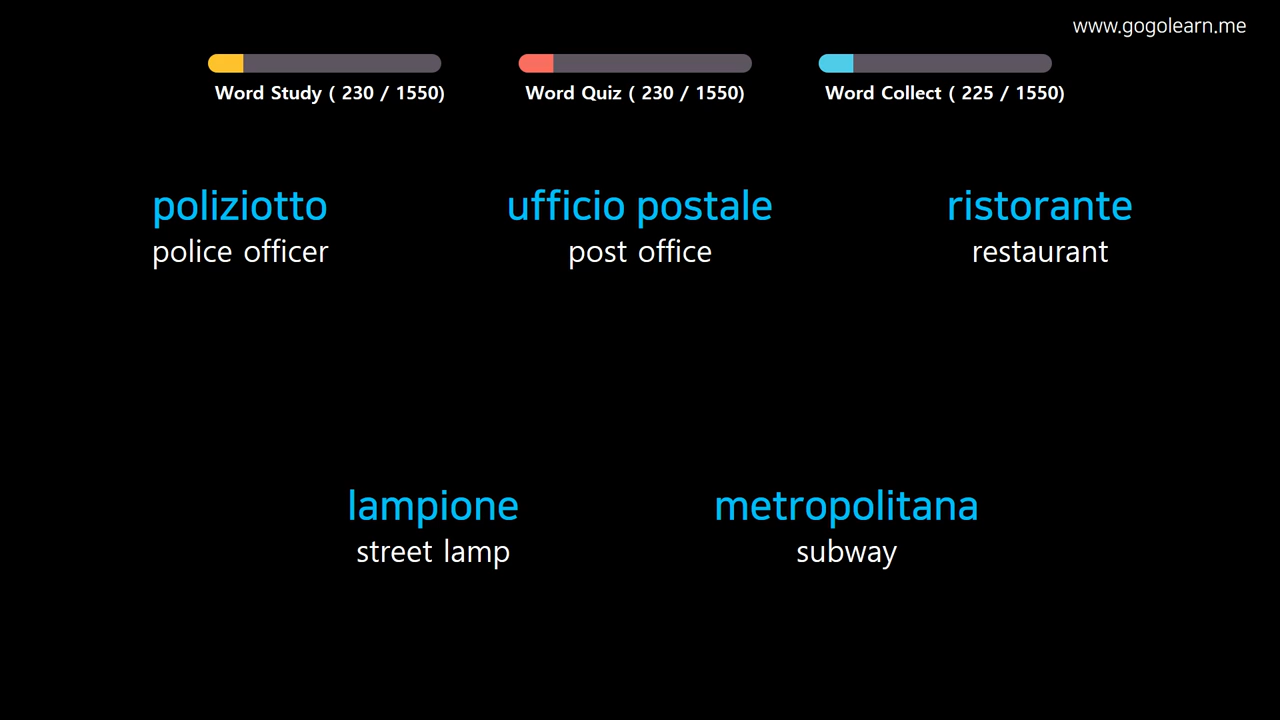 www.gogolearn.me
Word Study ( 230 / 1550)
Word Quiz ( 230 / 1550)
Word Collect ( 225 / 1550)
poliziotto
police officer
ufficio postale
post office
ristorante
restaurant
lampione
street lamp
metropolitana
subway